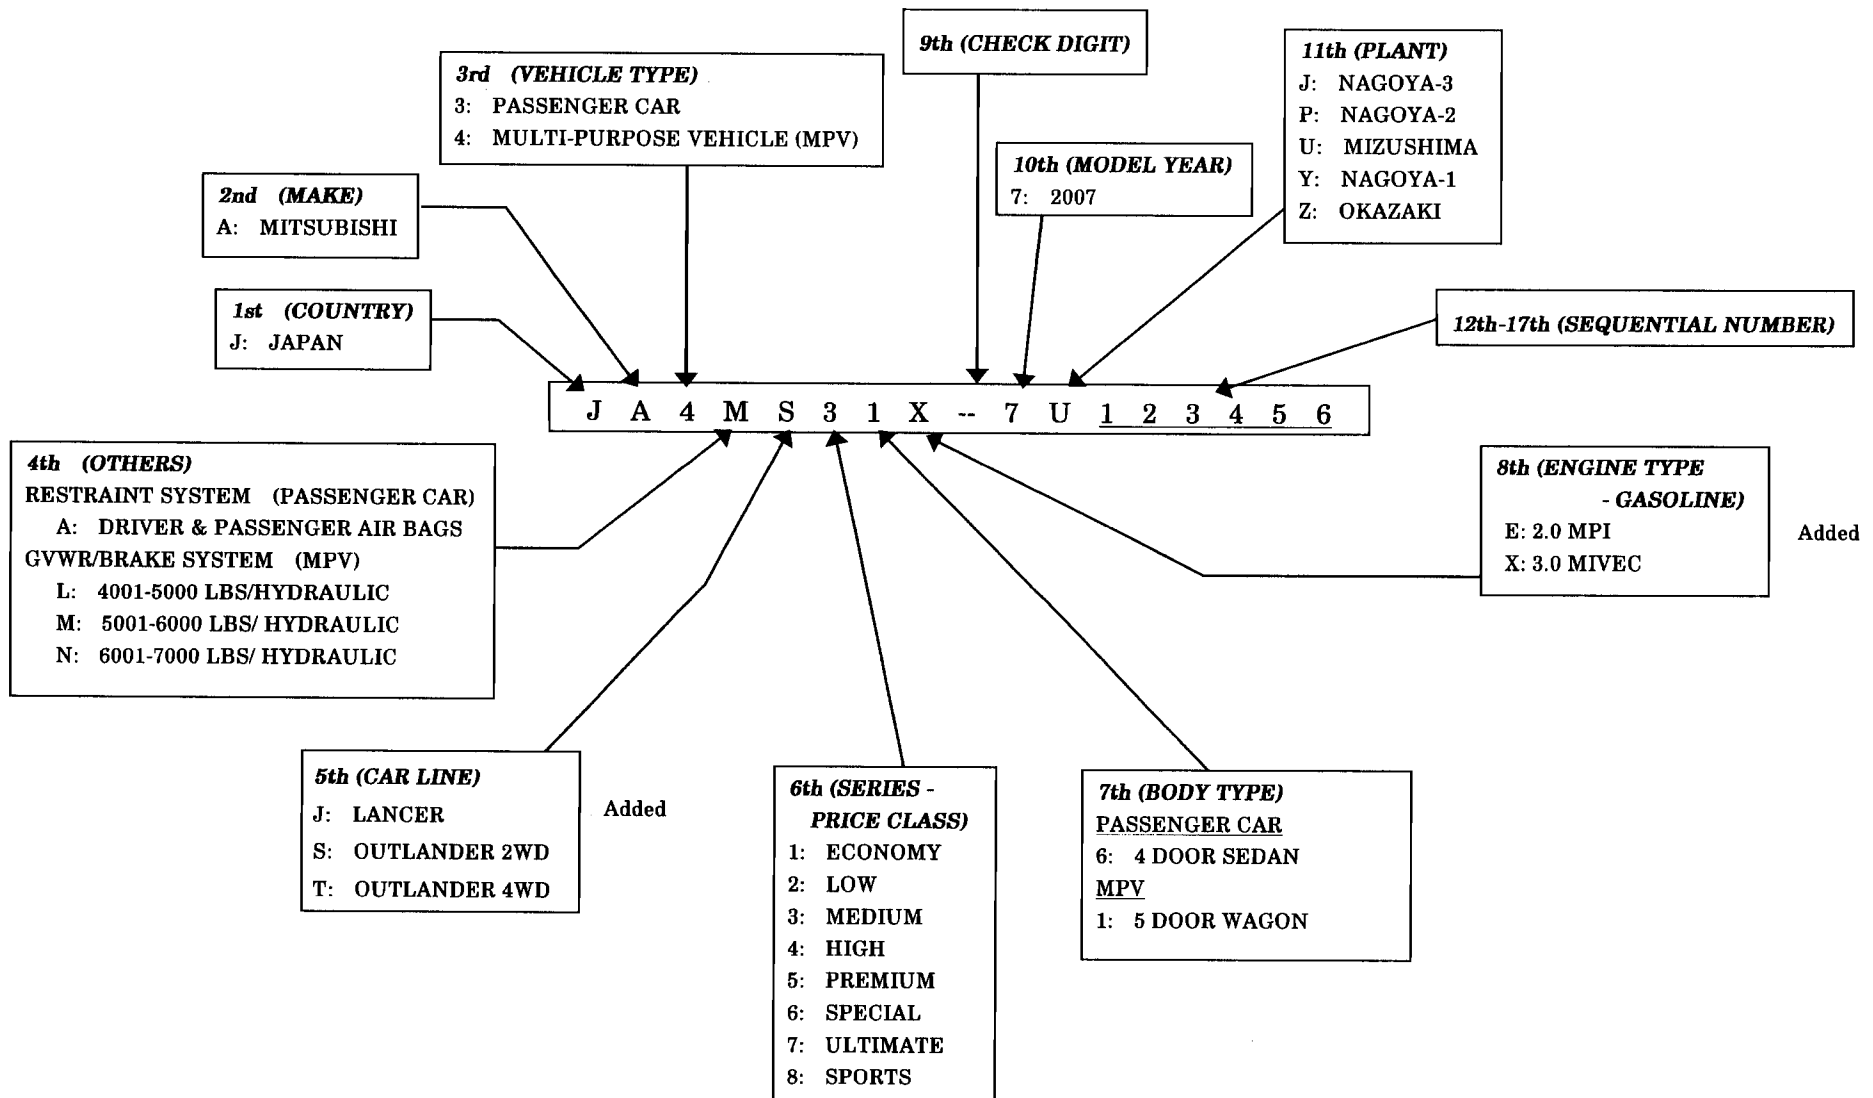 9th (CHECK DIGIT)
3rd (VEHICLE TYPE)
3: PASSENGER CAR
4: MULTI-PURPOSE VEHICLE (MPV)
11th (PLANT)
J: NAGOYA-3
P: NAGOYA-2
U: MIZUSHIMA
Y: NAGOYA-1
Z: OKAZAKI
10th (MODEL YEAR)
7: 2007
2nd (MAKE)
A: MITSUBISHI
1st (COUNTRY)
J: JAPAN
12th-17th (SEQUENTIAL NUMBER)
J A 4 M S 3 1 X -- 7 U 1 2 3 4 5 6
4th (OTHERS)
RESTRAINT SYSTEM (PASSENGER CAR)
A: DRIVER & PASSENGER AIR BAGS
GVWR/BRAKE SYSTEM (MPV)
L: 4001-5000 LBS/HYDRAULIC
M: 5001-6000 LBS/ HYDRAULIC
N: 6001-7000 LBS/ HYDRAULIC
8th (ENGINE TYPE
- GASOLINE)
E: 2.0 MPI
X: 3.0 MIVEC
Added
5th (CAR LINE)
J: LANCER
S: OUTLANDER 2WD
T: OUTLANDER 4WD
Added
6th (SERIES -
PRICE CLASS)
1: ECONOMY
2: LOW
3: MEDIUM
4: HIGH
5: PREMIUM
6: SPECIAL
7: ULTIMATE
8: SPORTS
7th (BODY TYPE)
PASSENGER CAR
6: 4 DOOR SEDAN
MPV
1: 5 DOOR WAGON